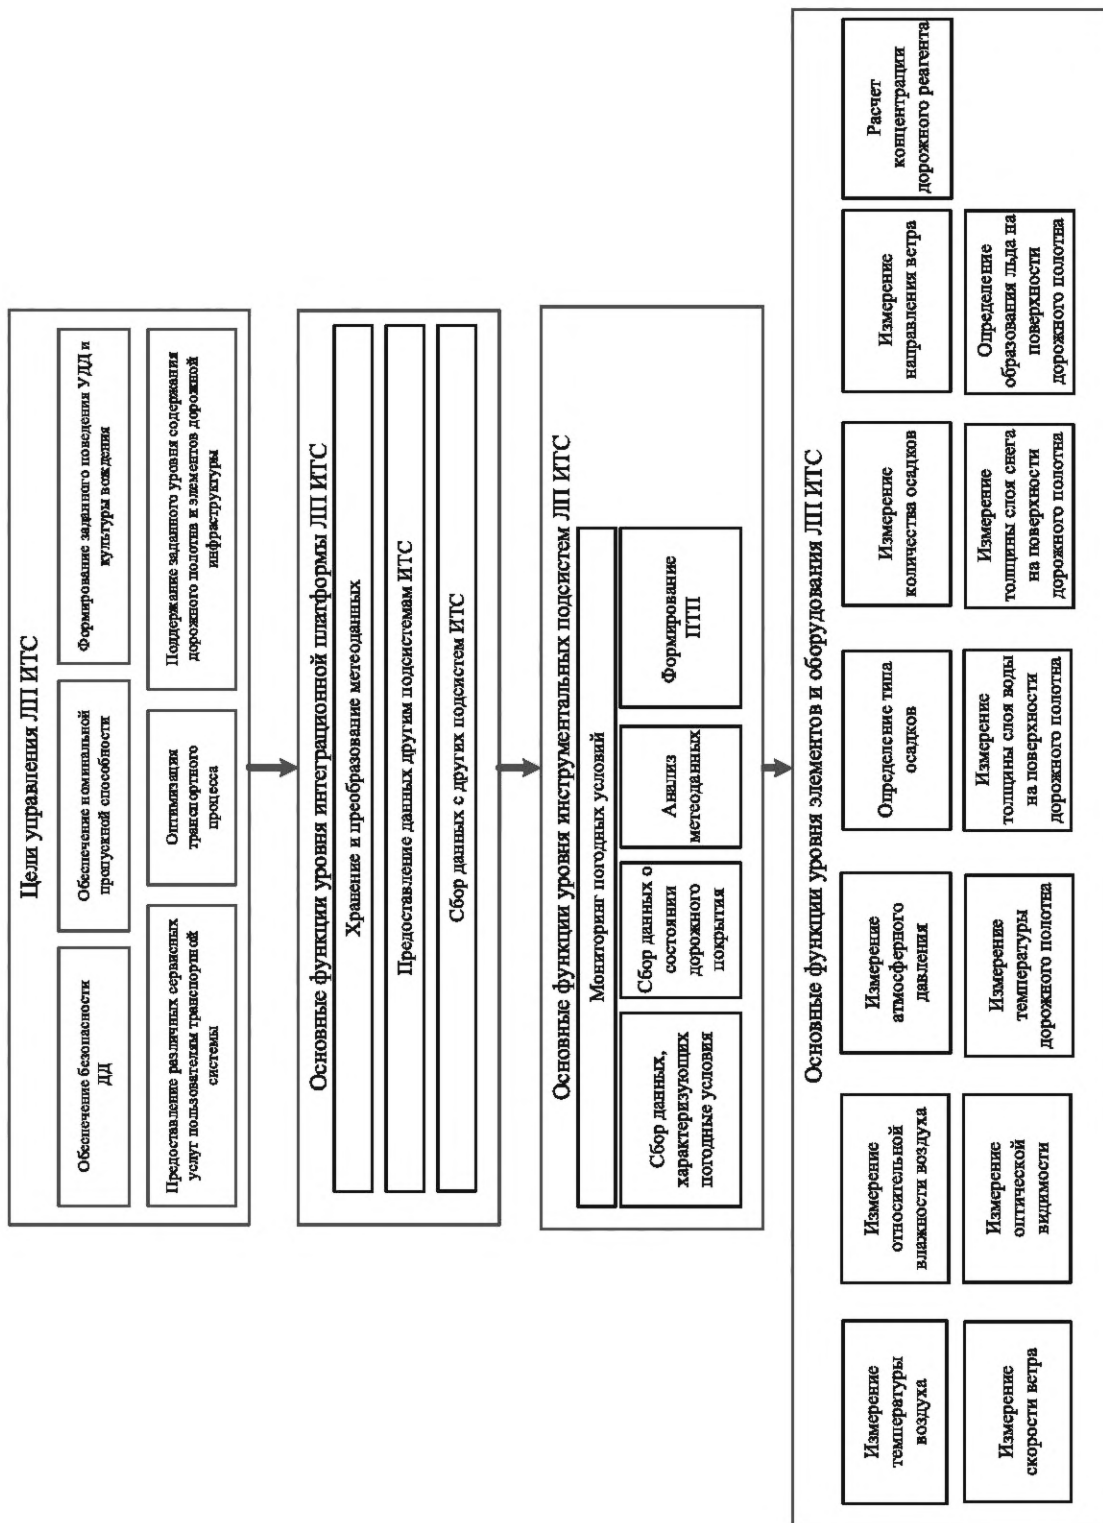 Цели управления ЛП ИТС
Обеспечение безопасности
ДД
Обеспечение номинальной
пропускной способности
Формирование заданного поведения УДД и
культуры вождения
Предоставление различных сервисных
услуг пользователям транспортной
системы
Оптимизация
транспортного
процесса
Поддержание заданного уровня содержания
дорожного полотна и элементов дорожной
инфраструктуры
Основные функции уровня интеграционной платформы ЛП ИТС
Хранение и преобразование метеоданных
Предоставление данных другим подсистемам ИТС
Сбор данных с других подсистем ИТС
Основные функции уровня инструментальных подсистем ЛП ИТС
Мониторинг погодных условий
Сбор данных,
характеризующих
погодные условия
Сбор данных о
состоянии
дорожного
покрытия
Анализ
метеоданных
Формирование
ПТП
Основные функции уровня элементов и оборудования ЛП ИТС
Измерение
температуры
воздуха
Измерение
относительной
влажности воздуха
Измерение
атмосферного
давления
Определение типа
осадков
Измерение
количества осадков
Измерение
направления ветра
Расчет
концентрации
дорожного реагента
Измерение
скорости ветра
Измерение
оптической
видимости
Измерение
температуры
дорожного полотна
Измерение
толщины слоя воды
на поверхности
дорожного полотна
Измерение
толщины слоя снега
на поверхности
дорожного полотна
Определение
образования льда на
поверхности
дорожного полотна